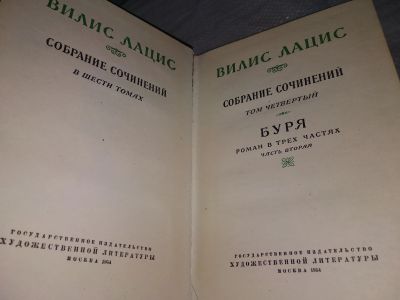 ВИЛИС ЛАЦИС
СОБРАНИЕ СОЧИНЕНИЙ
В ШЕСТИ ТОМАХ
ГОСУДАРСТВЕННОЕ ИЗДАТЕЛЬСТВО
ХУДОЖЕСТВЕННОЙ ЛИТЕРАТУРЫ
МОСКВА 1954
ВИЛИС ЛАЦИС
СОБРАНИЕ СОЧИНЕНИЙ
ТОМ ЧЕТВЕРТЫЙ
БУРЯ
РОМАН В ТРЕХ ЧАСТЯХ
ЧАСТЬ ВТОРАЯ
ГОСУДАРСТВЕННОЕ ИЗДАТЕЛЬСТВО
ХУДОЖЕСТВЕННОЙ ЛИТЕРАТУРЫ
МОСКВА 1954